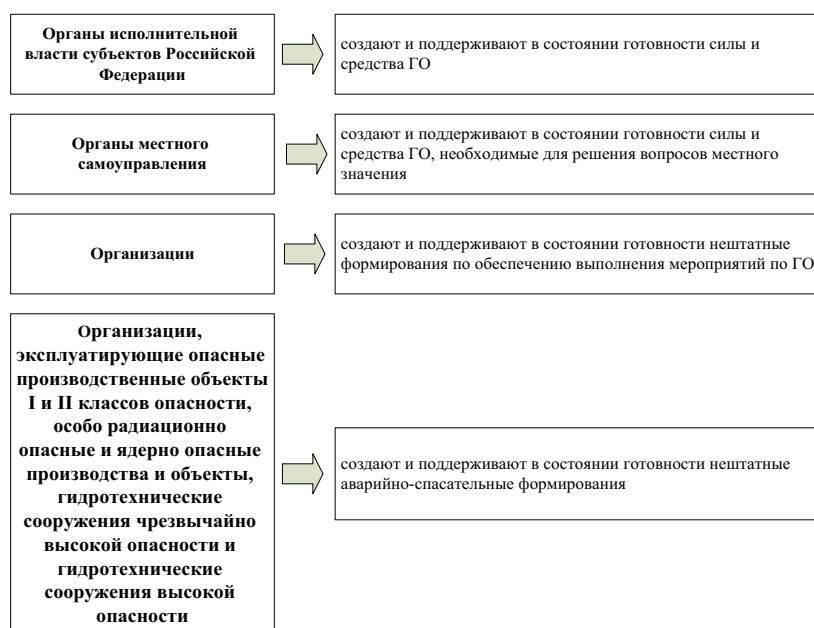 Органы исполнительной
власти субъектов Российской
Федерации
создают и поддерживают в состоянии готовности силы и
средства ГО
Органы местного
самоуправления
создают и поддерживают в состоянии готовности силы и
средства ГО, необходимые для решения вопросов местного
значения
Организации
создают и поддерживают в состоянии готовности нештатные
формирования по обеспечению выполнения мероприятий по ГО
Организации,
эксплуатирующие опасные
производственные объекты
I и II классов опасности,
особо радиационно
опасные и ядерно опасные
производства и объекты,
гидротехнические
сооружения чрезвычайно
высокой опасности и
гидротехнические
сооружения высокой
опасности
создают и поддерживают в состоянии готовности нештатные
аварийно-спасательные формирования